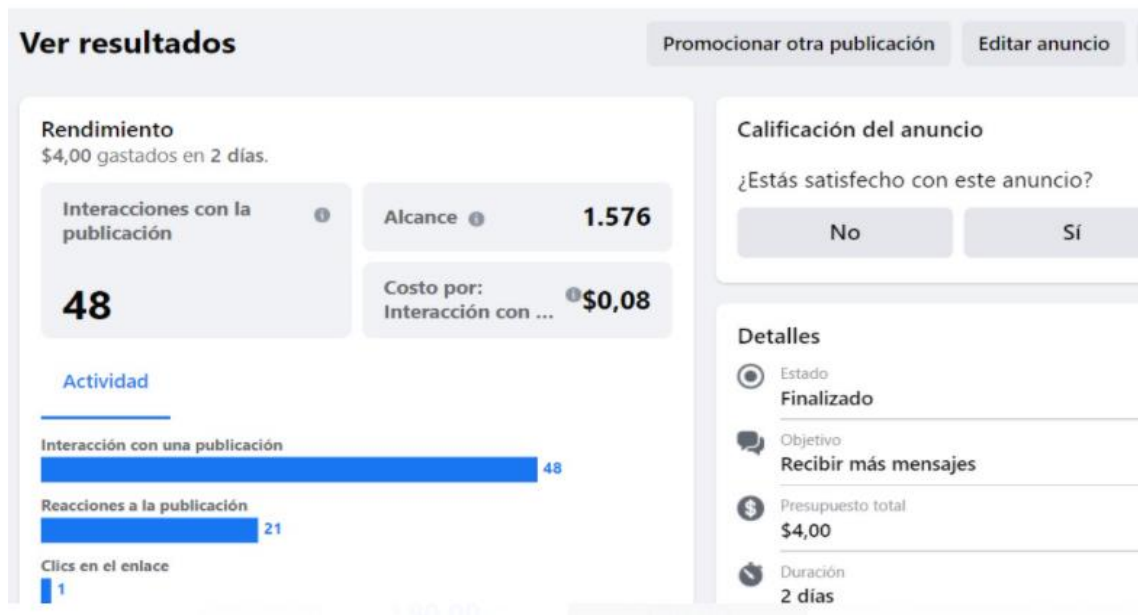 Ver resultados
Promocionar otra publicación
Editar anuncio
Rendimiento
$4,00 gastados en 2 días.
Interacciones con la
publicación
48
Alcance
1.576
Costo por:
Interacción con ...
$0,08
Actividad
Interacción con una publicación
48
Reacciones a la publicación
21
Clics en el enlace
1
Calificación del anuncio
¿Estás satisfecho con este anuncio?
No
Sí
Detalles
Estado
Finalizado
Objetivo
Recibir más mensajes
Presupuesto total
$4,00
Duración
2 días